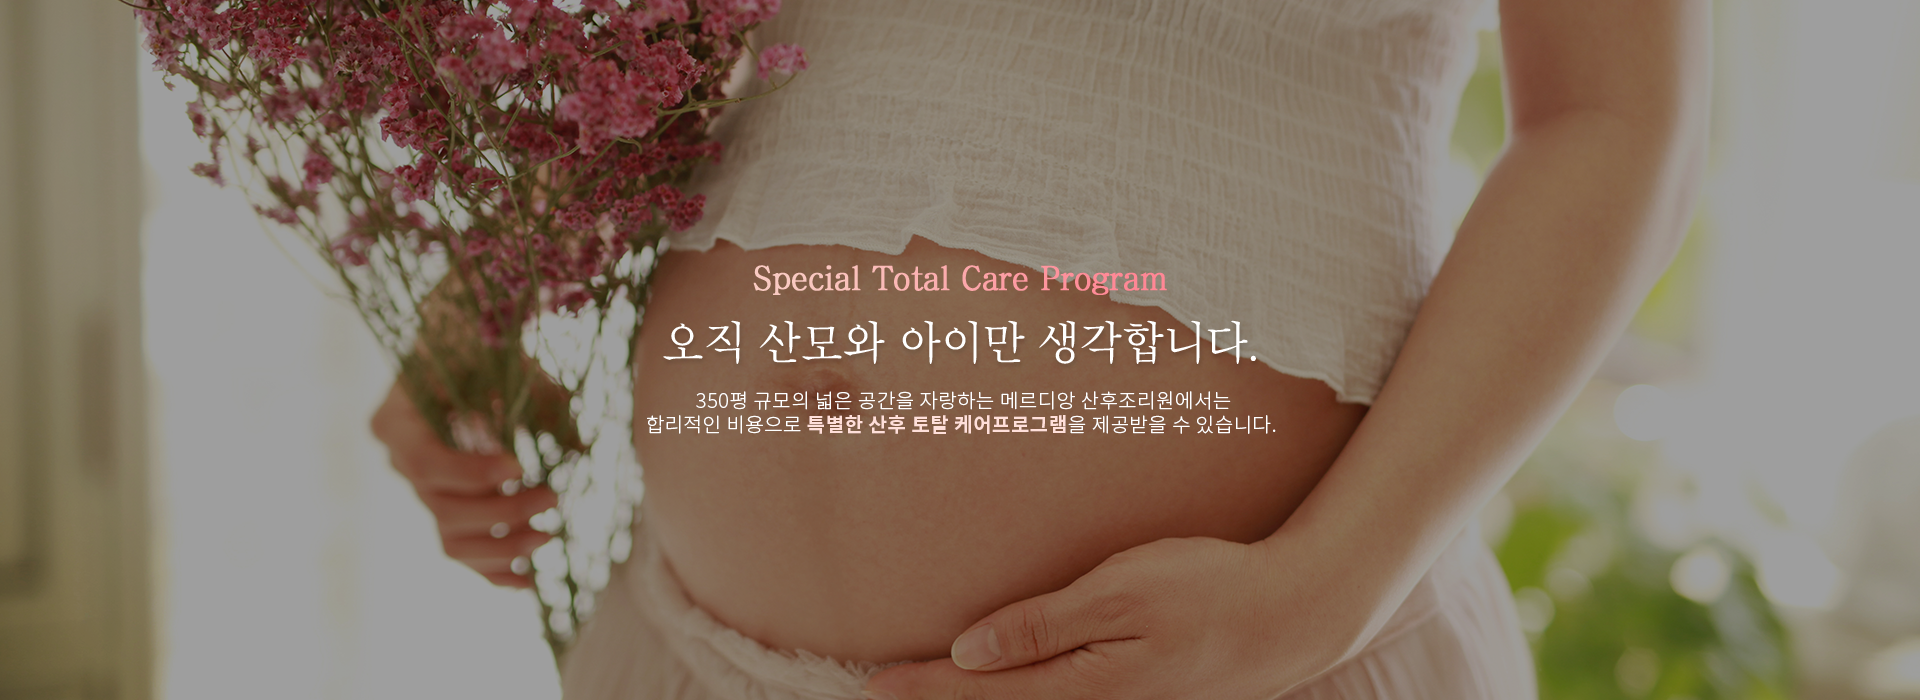 Special Total Care Program
오직 산모와 아이만 생각합니다.
350평 규모의 넓은 공간을 자랑하는 메르디앙 산후조리원에서는
합리적인 비용으로 특별한 산후 토탈 케어프로그램을 제공받을 수 있습니다.